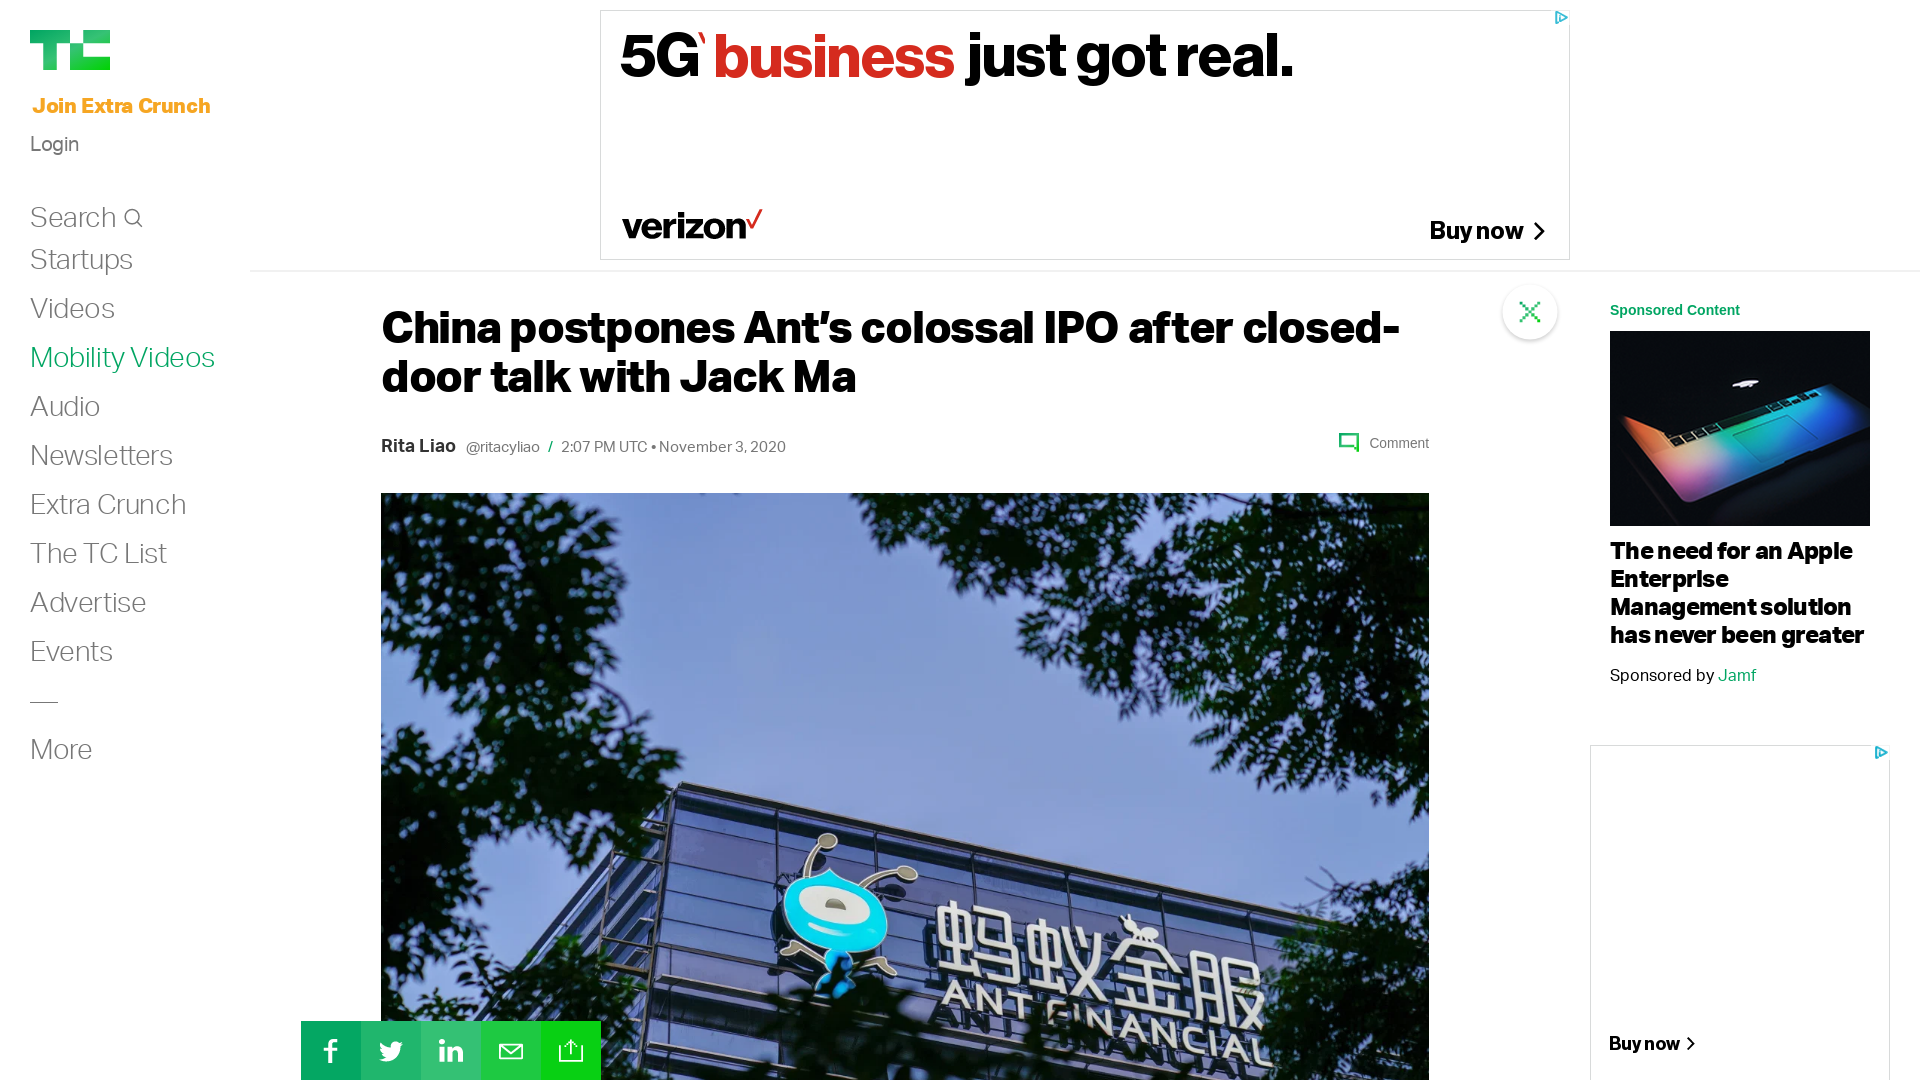 TC
Join Extra Crunch
Login
Search
Startups
Videos
Mobility Videos
Audio
Newsletters
Extra Crunch
The TC List
Advertise
Events
More
5G business just got real.
verizon
Buy now
China postpones Ant’s colossal IPO after closed-
door talk with Jack Ma
Rita Liao @ritacyliao / 2:07 PM UTC • November 3, 2020
Comment
蚂蚁金服
ANT FINANCIAL
Sponsored Content
The need for an Apple
Enterprise
Management solution
has never been greater
Sponsored by Jamf
Buy now